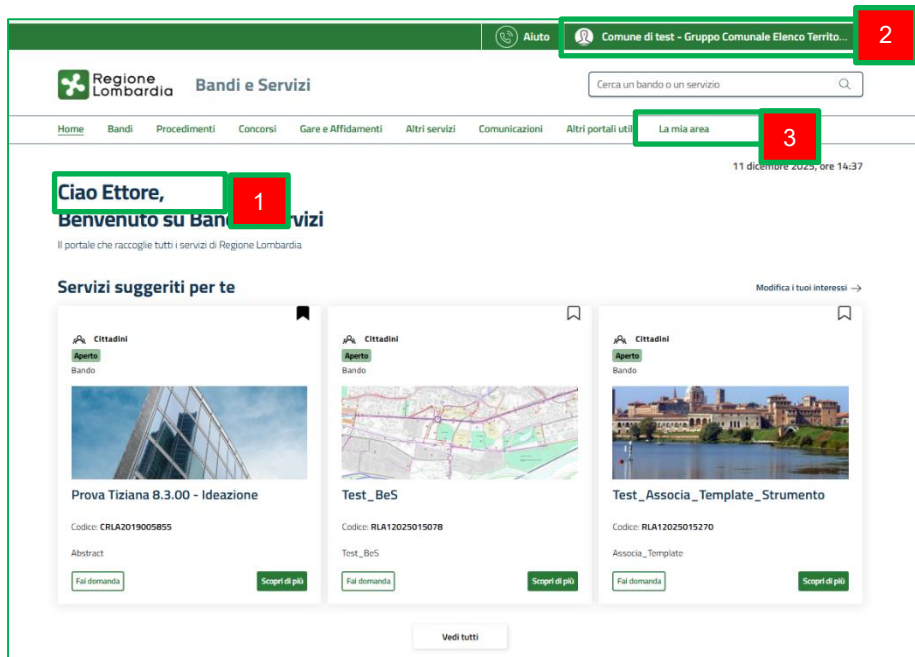 Aiuto
Comune di test - Gruppo Comunale Elenco Territo...
2
Regione
Lombardia
Bandi e Servizi
Cerca un bando o un servizio
Home Bandi Procedimenti Concorsi Gare e Affidamenti Altri servizi Comunicazioni Altri portali util La mia area
3
11 dicembre 2025, ore 14:37
Ciao Ettore,
1
Benvenuto su Ban vizi
Il portale che raccoglie tutti i servizi di Regione Lombardia
Servizi suggeriti per te
Modifica i tuoi interessi →
Cittadini
Aperto
Bando
Prova Tiziana 8.3.00 - Ideazione
Codice: CRLA2019005855
Abstract
Fai domanda Scopri di più
Cittadini
Aperto
Bando
Test_BeS
Codice: RLA12025015078
Test_BeS
Fai domanda Scopri di più
Cittadini
Aperto
Bando
Test_Associa_Template_Strumento
Codice: RLA12025015270
Associa_Template
Fai domanda Scopri di più
Vedi tutti